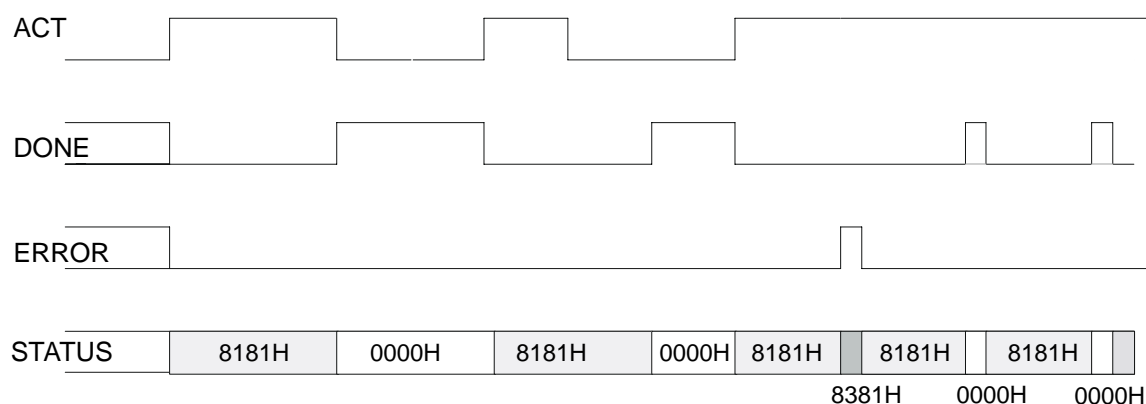 ACT
DONE
ERROR
STATUS 8181H 0000H 8181H 0000H 8181H 8181H 8181H
8381H 0000H 0000H